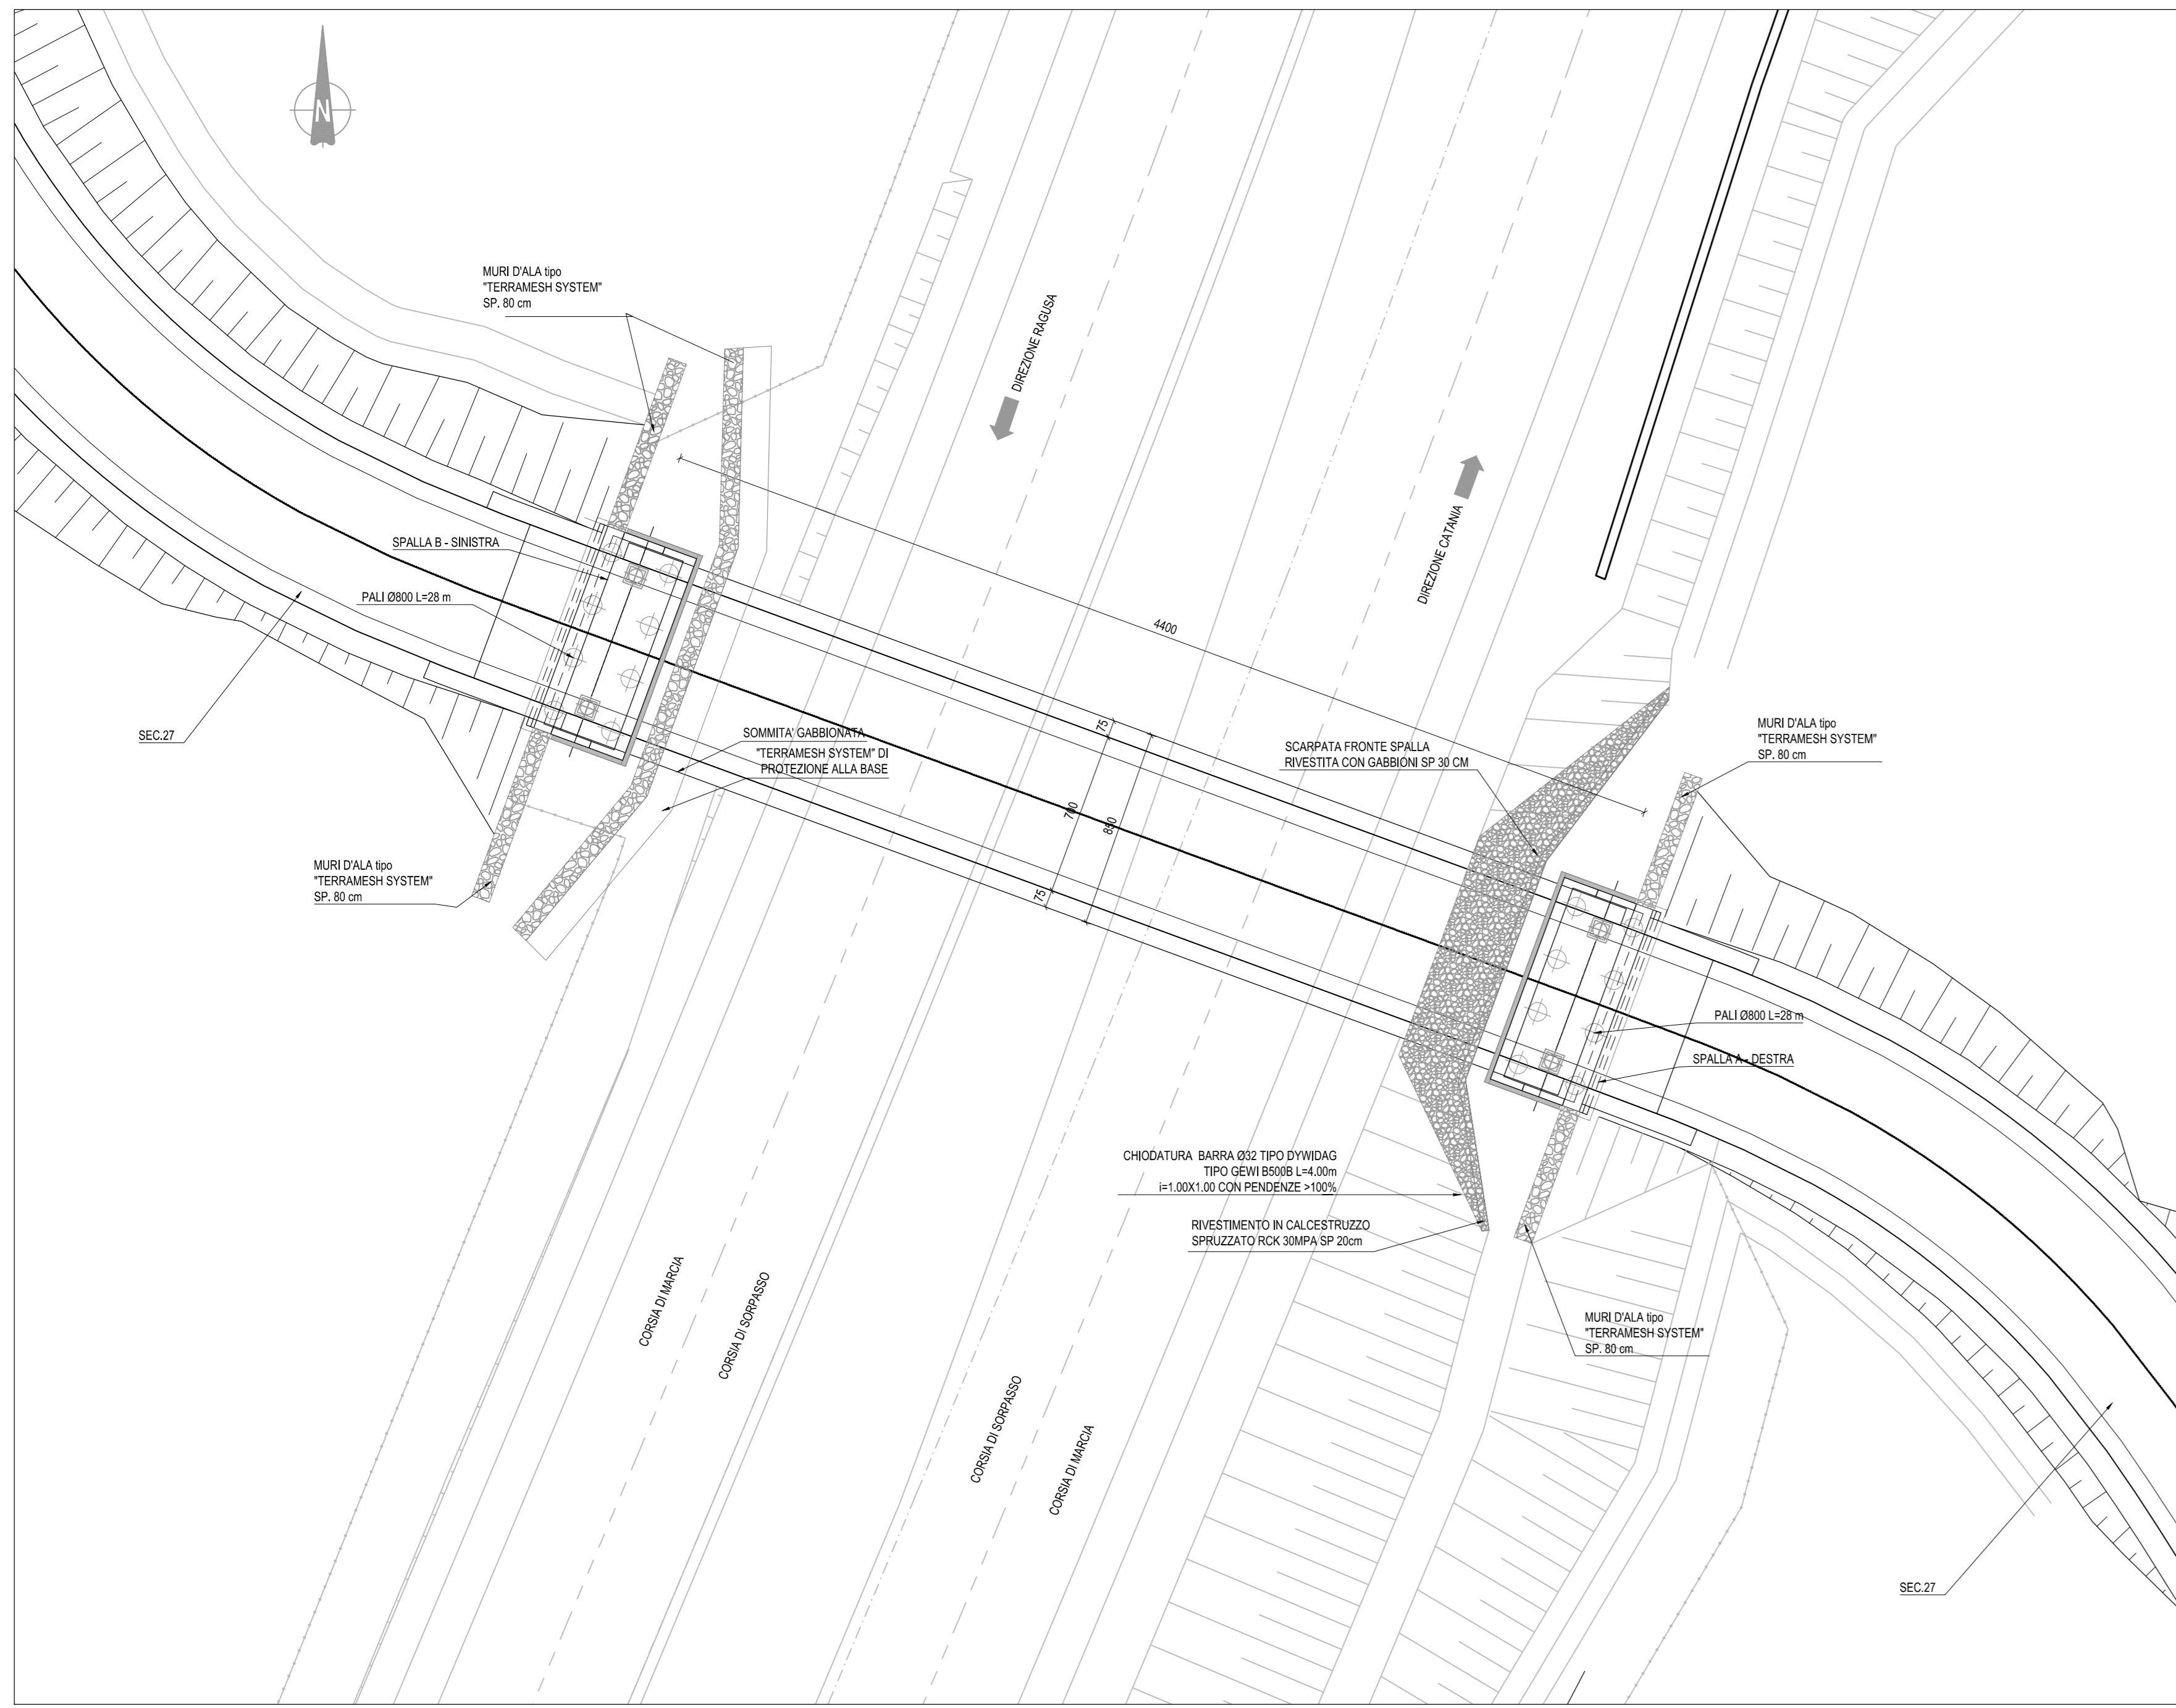 N
MURI D'ALA tipo
"TERRAMESH SYSTEM"
SP. 80 cm
DIREZIONE RAGUSA
DIREZIONE CATANIA
SPALLA B - SINISTRA
PALI Ø800 L=28 m
4400
SEC.27
SOMMITA' GABBIONATA
"TERRAMESH SYSTEM" DI
PROTEZIONE ALLA BASE
75
700
850
75
SCARPATA FRONTE SPALLA
RIVESTITA CON GABBIONI SP 30 CM
MURI D'ALA tipo
"TERRAMESH SYSTEM"
SP. 80 cm
MURI D'ALA tipo
"TERRAMESH SYSTEM"
SP. 80 cm
PALI Ø800 L=28 m
SPALLA A - DESTRA
CHIODATURA BARRA Ø32 TIPO DYWIDAG
TIPO GEWI B500B L=4.00m
i=1.00X1.00 CON PENDENZE >100%
RIVESTIMENTO IN CALCESTRUZZO
SPRUZZATO RCK 30MPA SP 20cm
MURI D'ALA tipo
"TERRAMESH SYSTEM"
SP. 80 cm
CORSIA DI MARCIA
CORSIA DI SORPASSO
CORSIA DI SORPASSO
CORSIA DI MARCIA
SEC.27